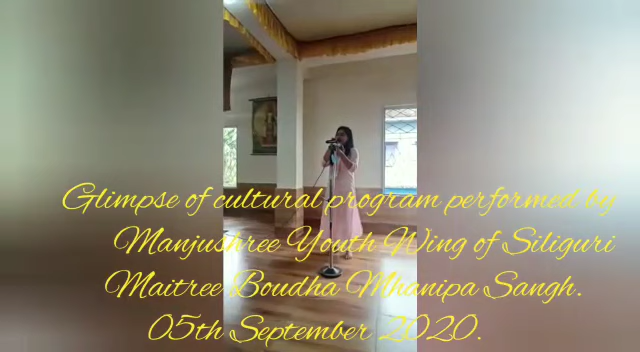 Glimpse of cultural program performed by
Manjushree Youth Wing of Siliguri
Maitree Boudha Mhanipa Sangh.
05th September 2020.